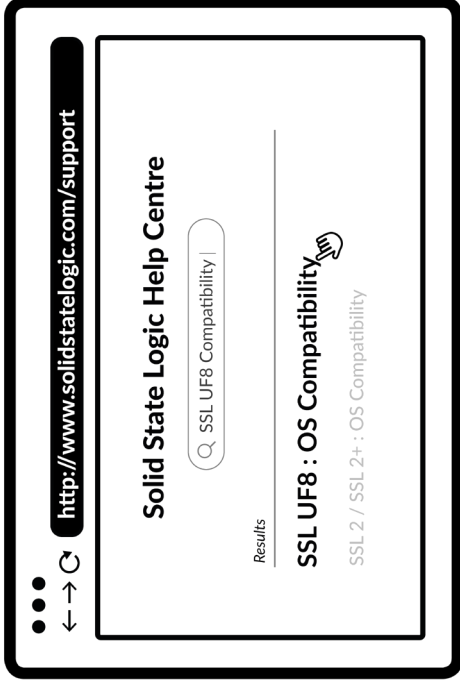 http://www.solidstatelogic.com/support
Solid State Logic Help Centre
SSL UF8 Compatibility
Results
SSL UF8 : OS Compatibility
SSL 2 / SSL 2+ : OS Compatibility